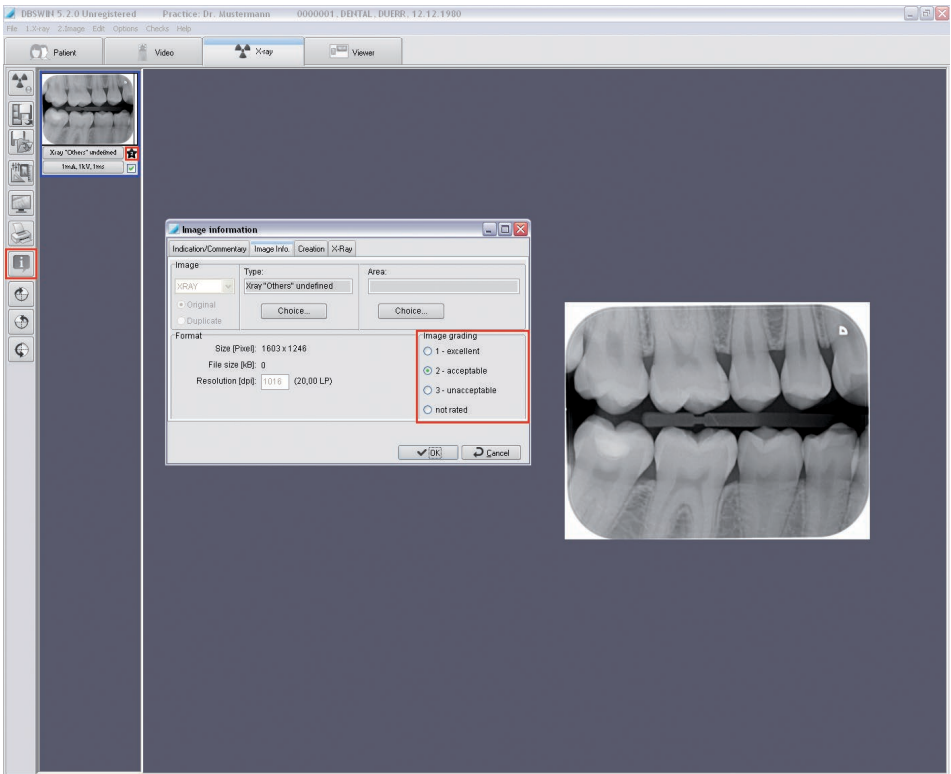 DBSWIN 5.2.0 Unregistered Practice: Dr. Mustermann 0000001, DENTAL, DUERR, 12.12.1980
File 1.X-ray 2.Image Edit Options Checks Help
Patient Video X-ray Viewer
Xray "Others" undefined
1mA, 1kV, 1ms
Image information
Indication/Commentary Image Info. Creation X-Ray
Image
Type:
Area:
XRAY
Xray "Others" undefined
Original
Duplicate
Choice...
Choice...
Format
Size [Pixel]: 1603 x 1246
File size [kB]: 0
Resolution [dpi]: 1016 (20,00 LP)
Image grading
1 - excellent
2 - acceptable
3 - unacceptable
not rated
OK Cancel